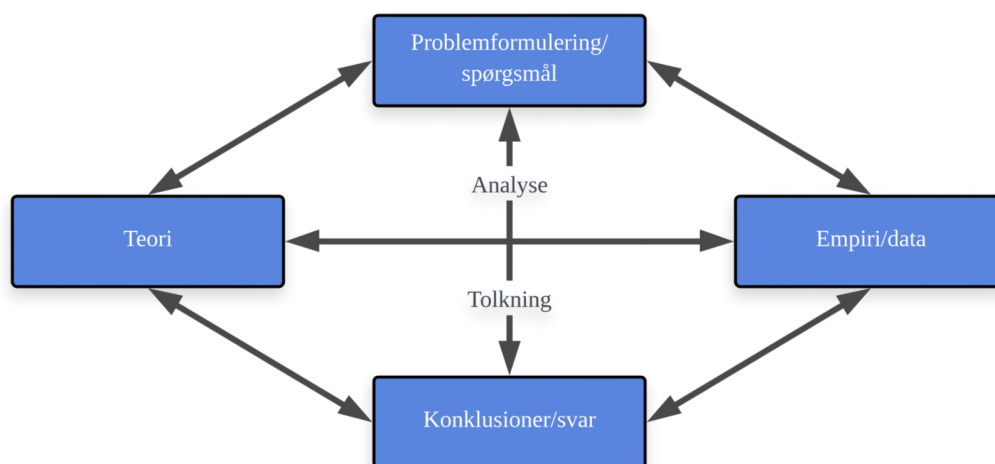 Problemformulering/
spørgsmål
Analyse
Teori
Empiri/data
Tolkning
Konklusioner/svar